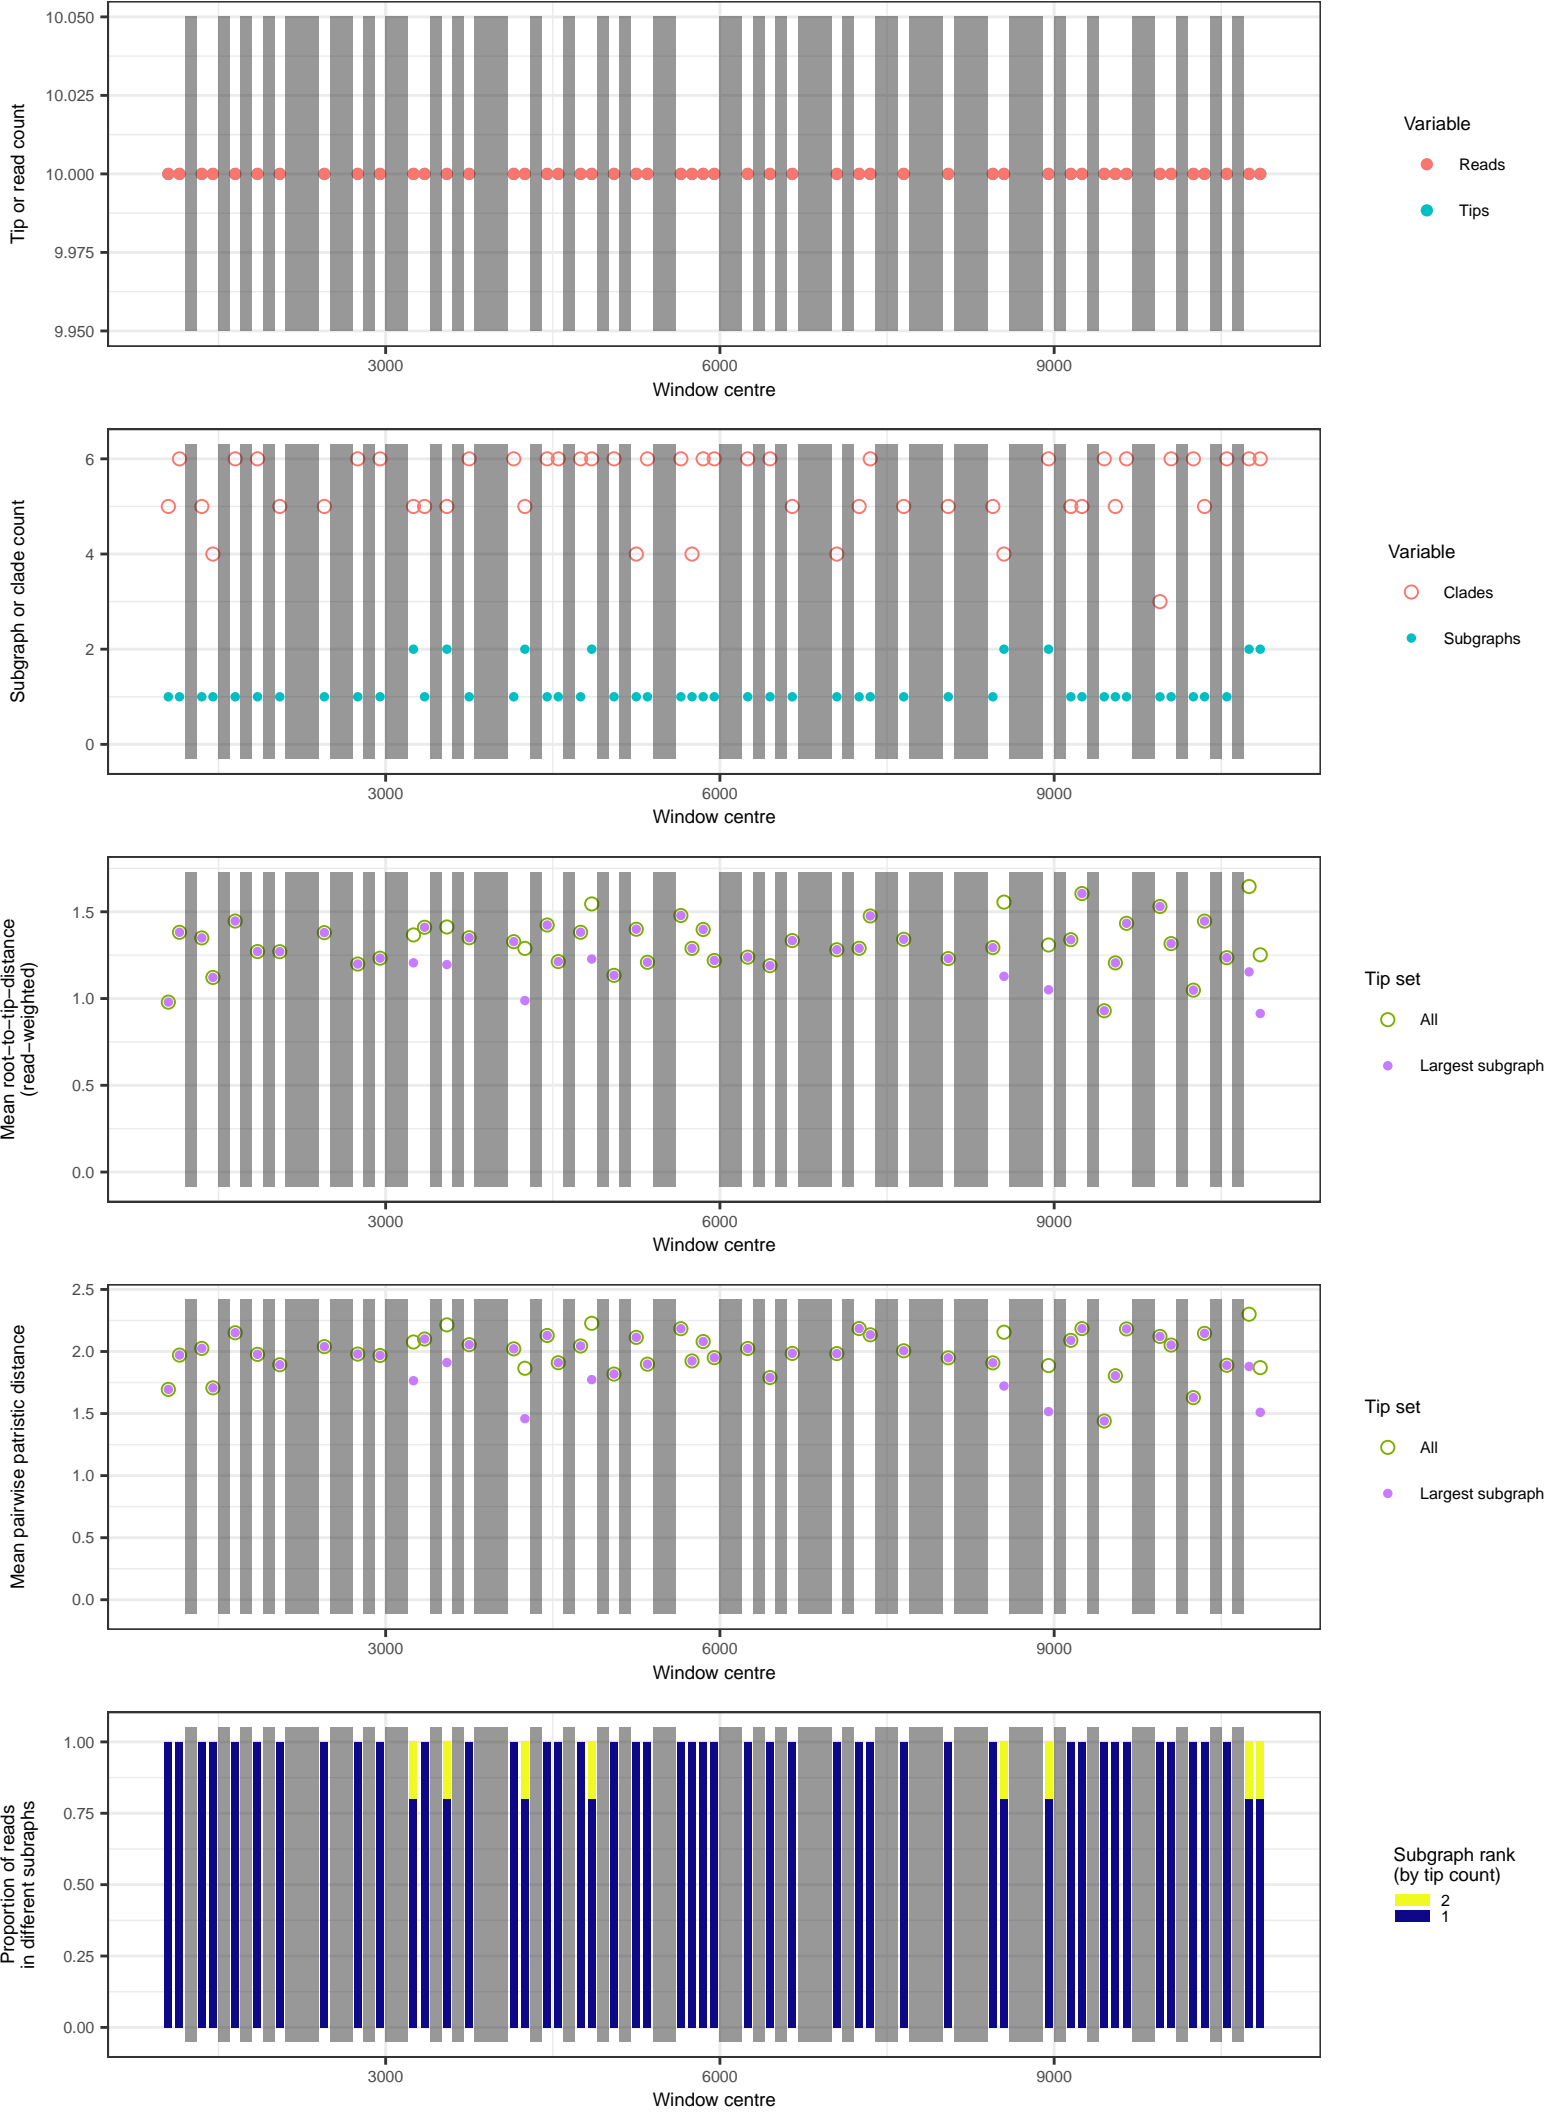 10.050
10.025
10.000
9.975
9.950
Tip or read count
3000
6000
9000
Window centre
Variable
Reads
Tips
6
4
2
0
Subgraph or clade count
3000
6000
9000
Window centre
Variable
Clades
Subgraphs
1.5
1.0
0.5
0.0
Mean root−to−tip−distance
(read−weighted)
3000
6000
9000
Window centre
Tip set
All
Largest subgraph
2.5
2.0
1.5
1.0
0.5
0.0
Mean pairwise patristic distance
3000
6000
9000
Window centre
Tip set
All
Largest subgraph
1.00
0.75
0.50
0.25
0.00
Proportion of reads
in different subraphs
3000
6000
9000
Window centre
Subgraph rank
(by tip count)
2
1